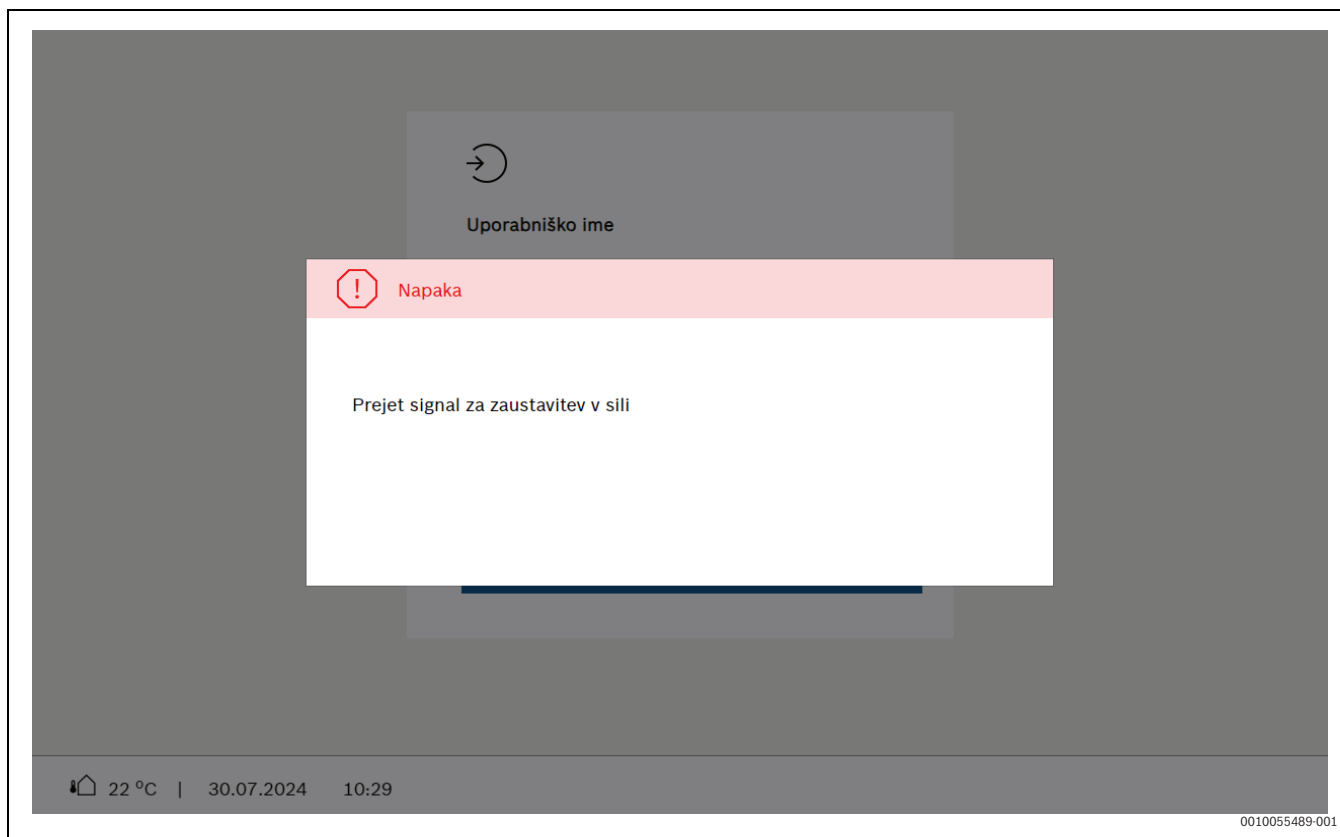 Uporabniško ime
Napaka
Prejet signal za zaustavitev v sili
22 °C | 30.07.2024 10:29
0010055489-001